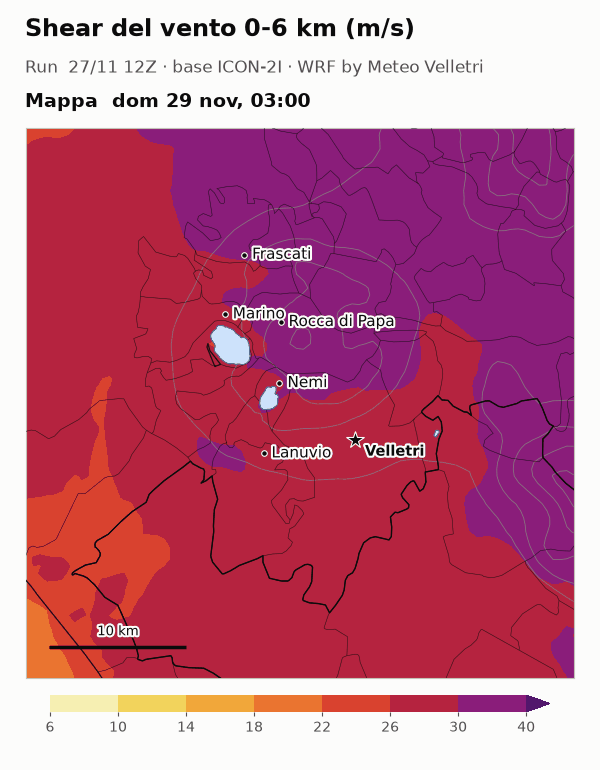 Shear del vento 0-6 km (m/s)
Run 27/11 12Z · base ICON-2I · WRF by Meteo Velletri
Mappa dom 29 nov, 03:00
Frascati
Marino
Rocca di Papa
Nemi
Velletri
Lanuvio
10 km
6 10 14 18 22 26 30 40